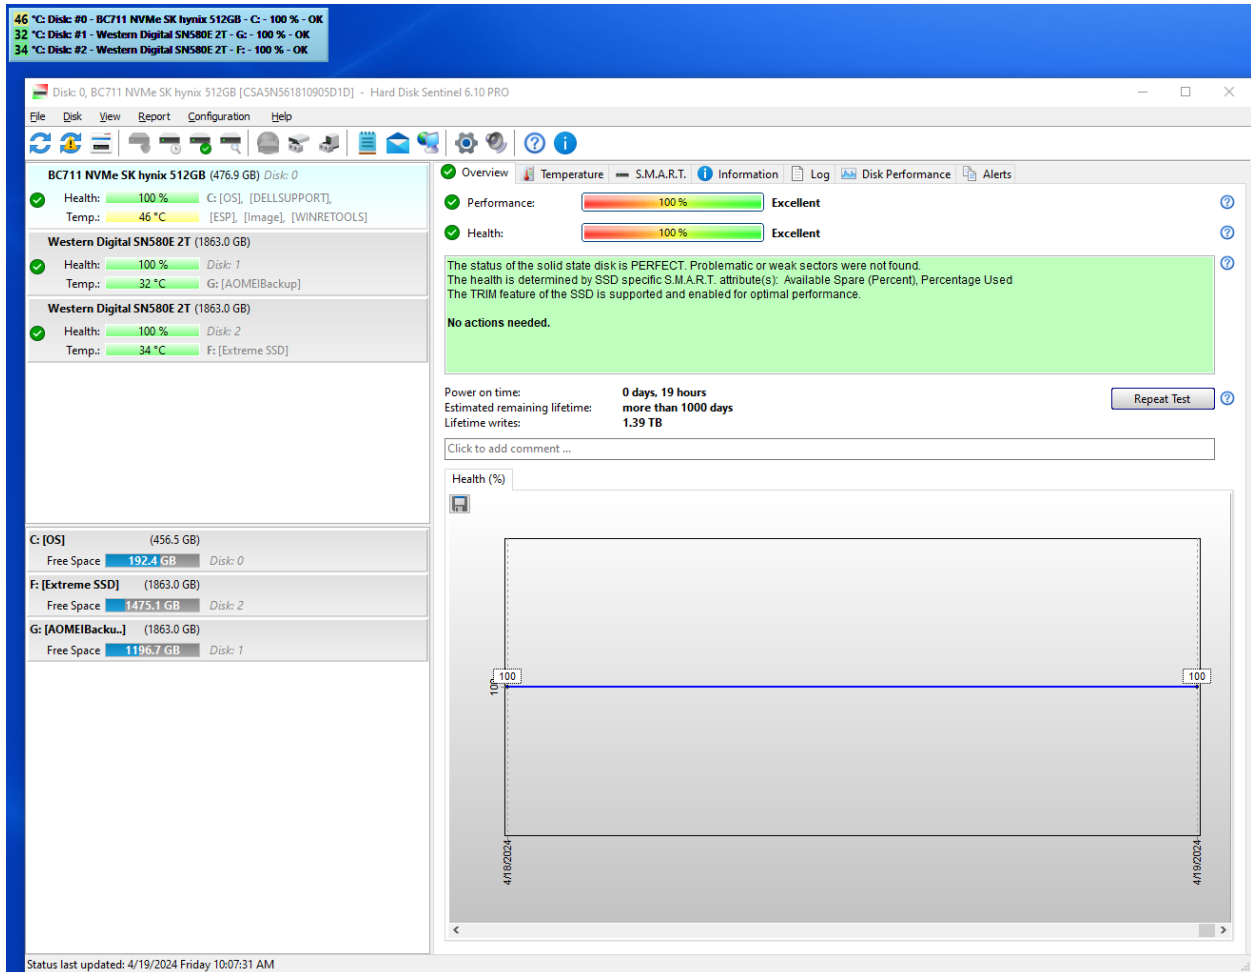 46 °C: Disk: #0 - BC711 NVMe SK hynix 512GB - C: - 100 % - OK
32 °C: Disk: #1 - Western Digital SN580E 2T - G: - 100 % - OK
34 °C: Disk: #2 - Western Digital SN580E 2T - F: - 100 % - OK
Disk: 0, BC711 NVMe SK hynix 512GB [CSA5N561810905D1D] - Hard Disk Sentinel 6.10 PRO
File Disk View Report Configuration Help
BC711 NVMe SK hynix 512GB (476.9 GB) Disk: 0
Health: 100 % C: [OS], [DELLSUPPORT],
Temp.: 46 °C [ESP], [Image], [WINRETOOLS]
Western Digital SN580E 2T (1863.0 GB)
Health: 100 % Disk: 1
Temp.: 32 °C G: [AOMEIBackup]
Western Digital SN580E 2T (1863.0 GB)
Health: 100 % Disk: 2
Temp.: 34 °C F: [Extreme SSD]
C: [OS] (456.5 GB)
Free Space 192.4 GB Disk: 0
F: [Extreme SSD] (1863.0 GB)
Free Space 1475.1 GB Disk: 2
G: [AOMEIBacku..] (1863.0 GB)
Free Space 1196.7 GB Disk: 1
Overview Temperature S.M.A.R.T. Information Log Disk Performance Alerts
Performance: 100 % Excellent
Health: 100 % Excellent
The status of the solid state disk is PERFECT. Problematic or weak sectors were not found.
The health is determined by SSD specific S.M.A.R.T. attribute(s): Available Spare (Percent), Percentage Used
The TRIM feature of the SSD is supported and enabled for optimal performance.
No actions needed.
Power on time: 0 days, 19 hours
Estimated remaining lifetime: more than 1000 days
Lifetime writes: 1.39 TB
Repeat Test
Click to add comment ...
Health (%)
100
100 100
4/18/2024 4/19/2024
Status last updated: 4/19/2024 Friday 10:07:31 AM